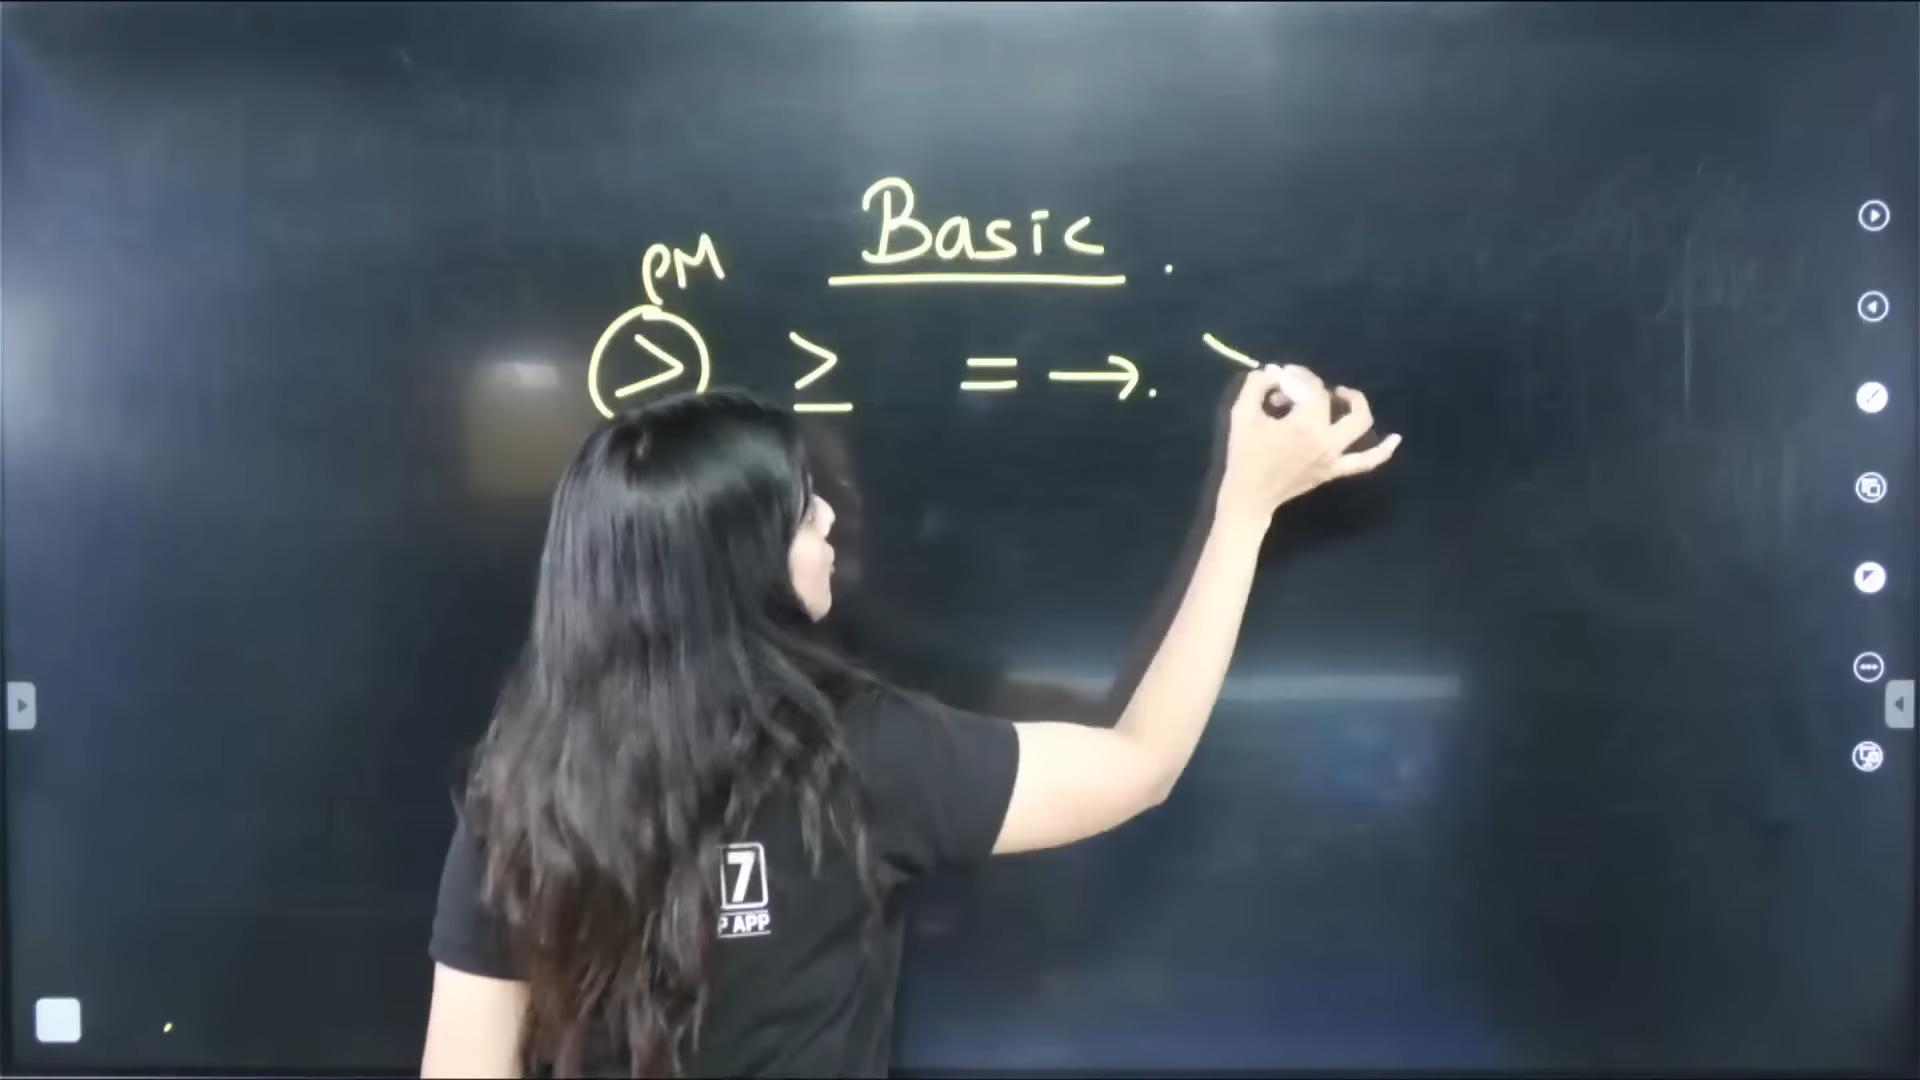 Basic
PM
> ≥ = →.
7
P APP